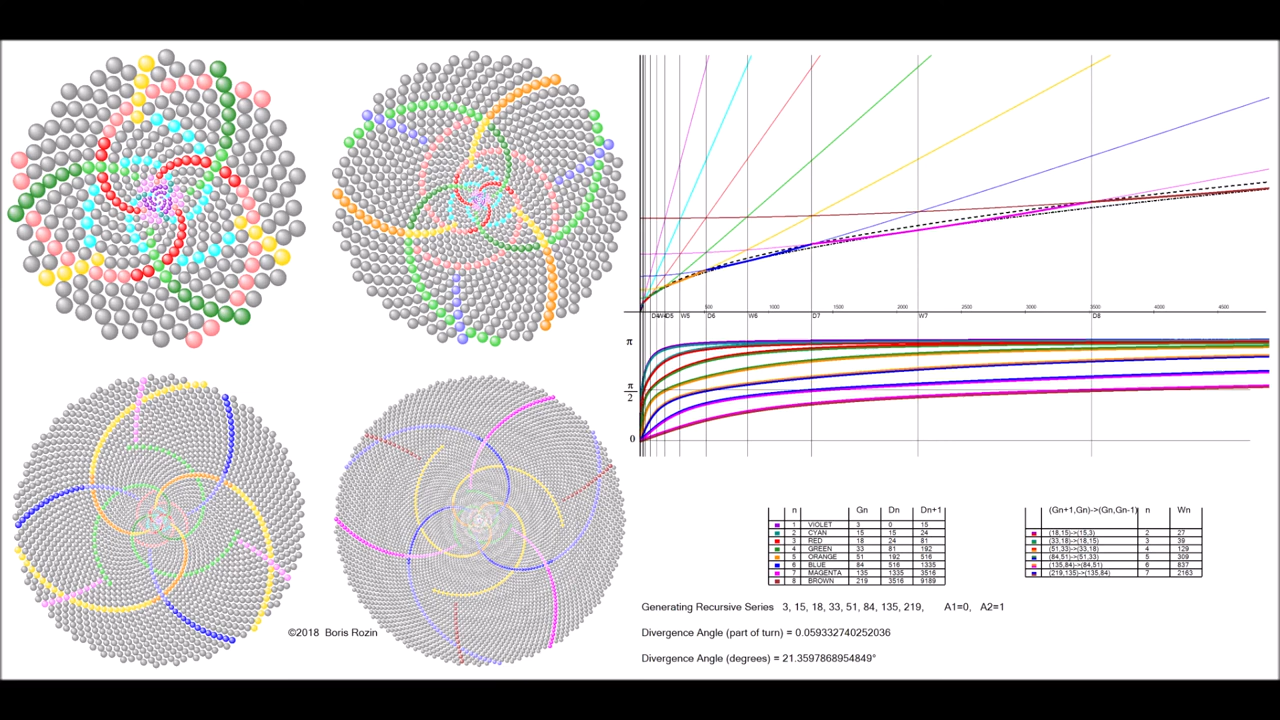 500 1000 1500 2000 2500 3000 3500 4000 4500
W5 D6 W6 D7 W7 D8
π
π
2
0
n Gn Dn Dn+1
1 VIOLET 3 0 15
2 CYAN 15 15 24
3 RED 18 24 81
4 GREEN 33 81 192
5 ORANGE 51 192 516
6 BLUE 84 516 1335
7 MAGENTA 135 1335 3516
8 BROWN 219 3516 9189
(Gn+1,Gn)->(Gn,Gn-1) n Wn
(18,15)->(15,3) 2 27
(33,18)->(18,15) 3 39
(51,33)->(33,18) 4 129
(84,51)->(51,33) 5 309
(135,84)->(84,51) 6 837
(219,135)->(135,84) 7 2163
Generating Recursive Series 3, 15, 18, 33, 51, 84, 135, 219, A1=0, A2=1
©2018 Boris Rozin
Divergence Angle (part of turn) = 0.059332740252036
Divergence Angle (degrees) = 21.3597868954849°